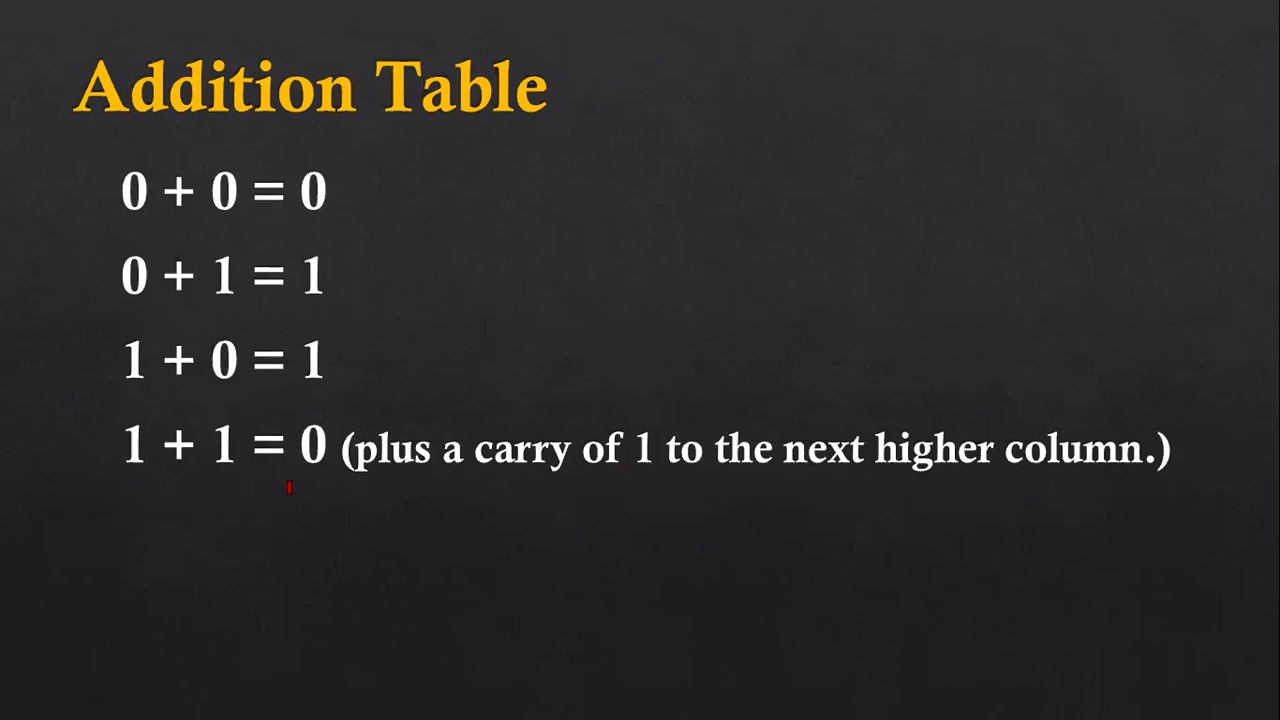 Addition Table
0 + 0 = 0
0 + 1 = 1
1 + 0 = 1
1 + 1 = 0 (plus a carry of 1 to the next higher column.)